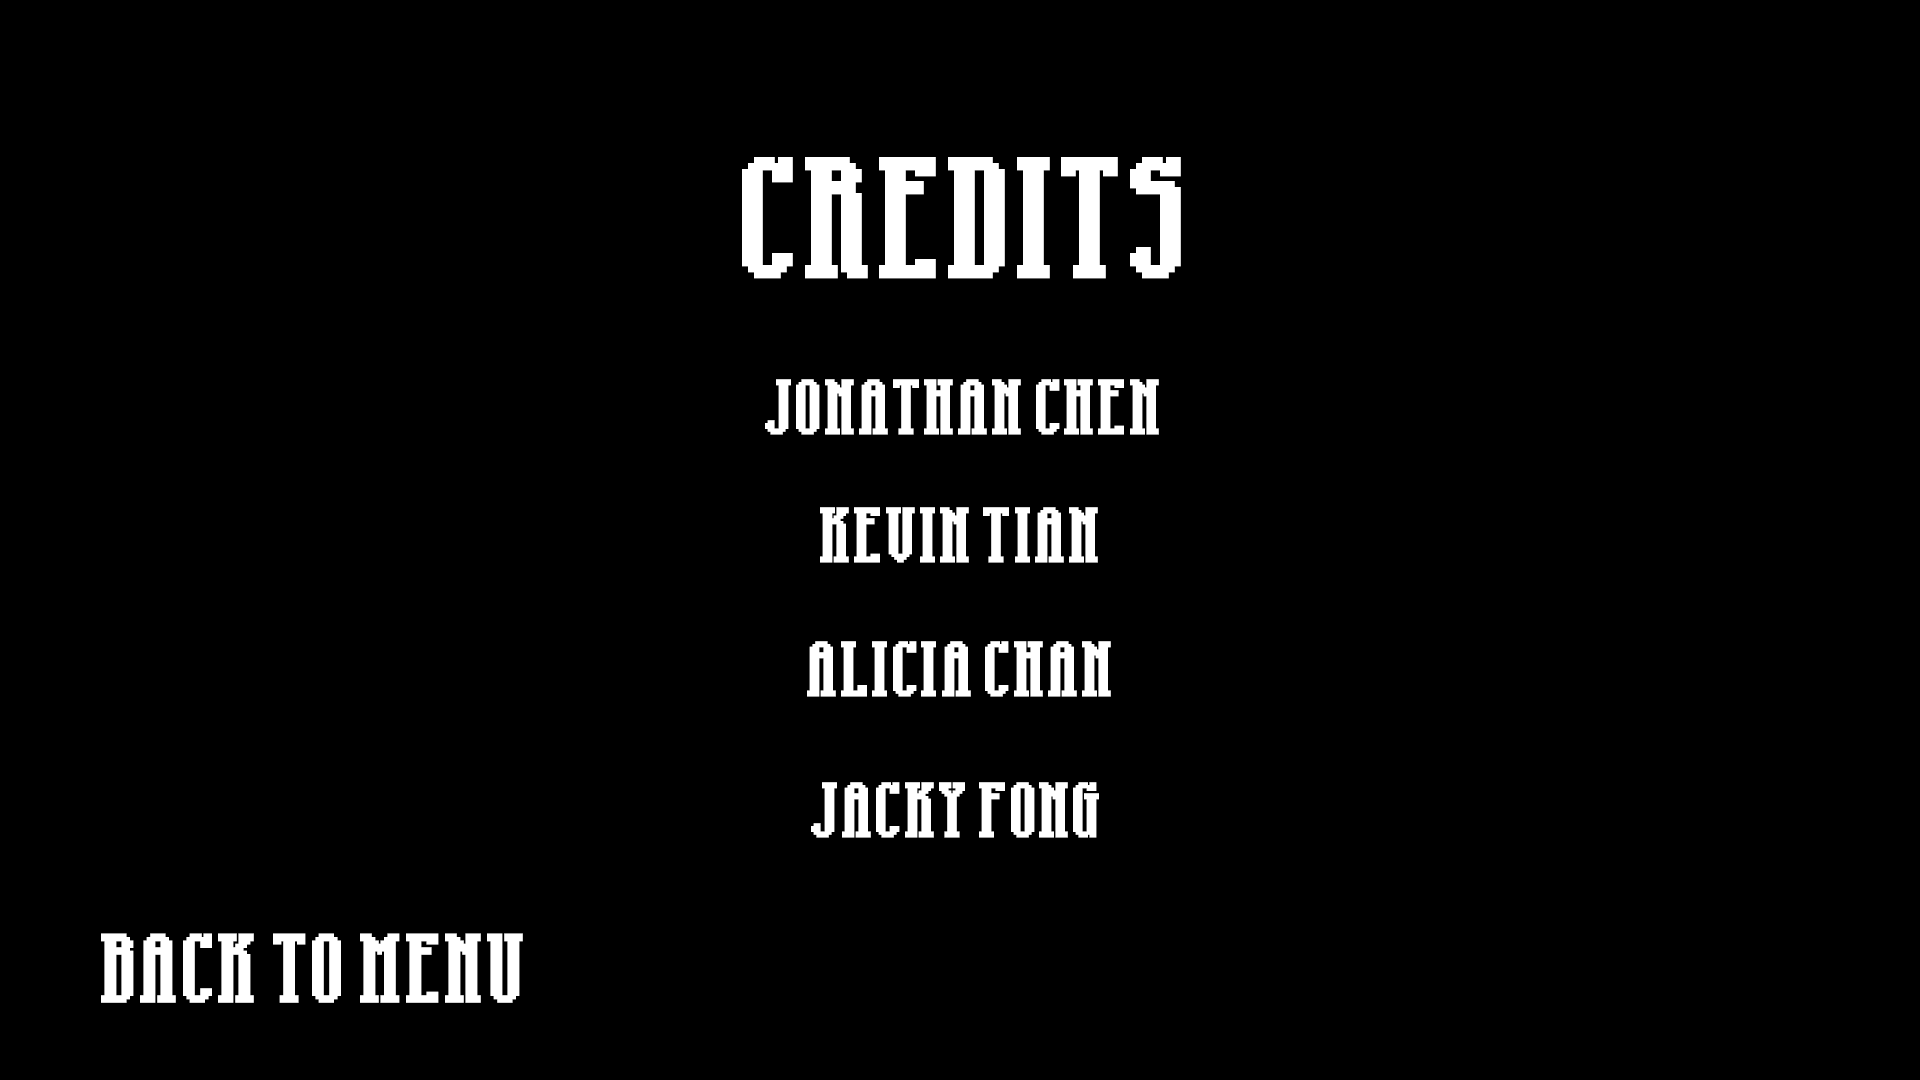 CREDITS
JONATHAN CHEN
KEVIN TIAN
ALICIA CHAN
JACKY FONG
BACK TO MENU